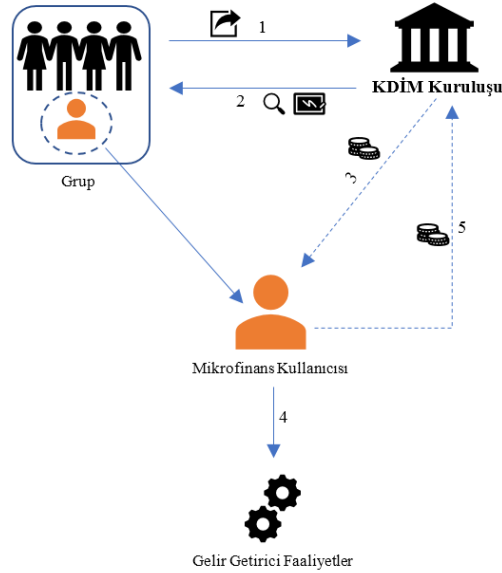 1
KDİM Kuruluşu
2
Grup
3
5
Mikrofinans Kullanıcısı
4
Gelir Getirici Faaliyetler